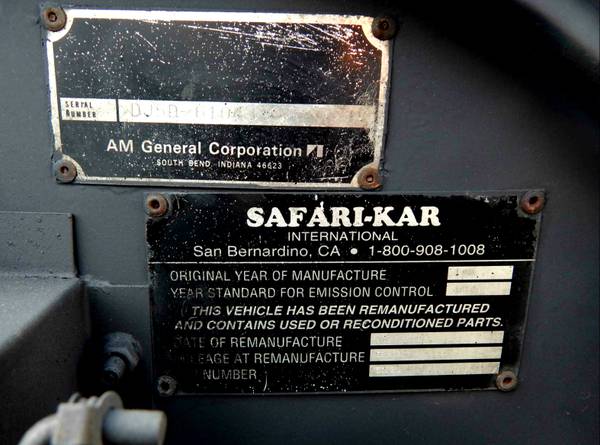 SERIAL
NUMBER
AM General Corporation
SOUTH BEND, INDIANA 46623
SAFARI-KAR
INTERNATIONAL
San Bernardino, CA • 1-800-908-1008
ORIGINAL YEAR OF MANUFACTURE
YEAR STANDARD FOR EMISSION CONTROL
THIS VEHICLE HAS BEEN REMANUFACTURED
AND CONTAINS USED OR RECONDITIONED PARTS.
OF REMANUFACTURE
AT REMANUFACTURE
NUMBER